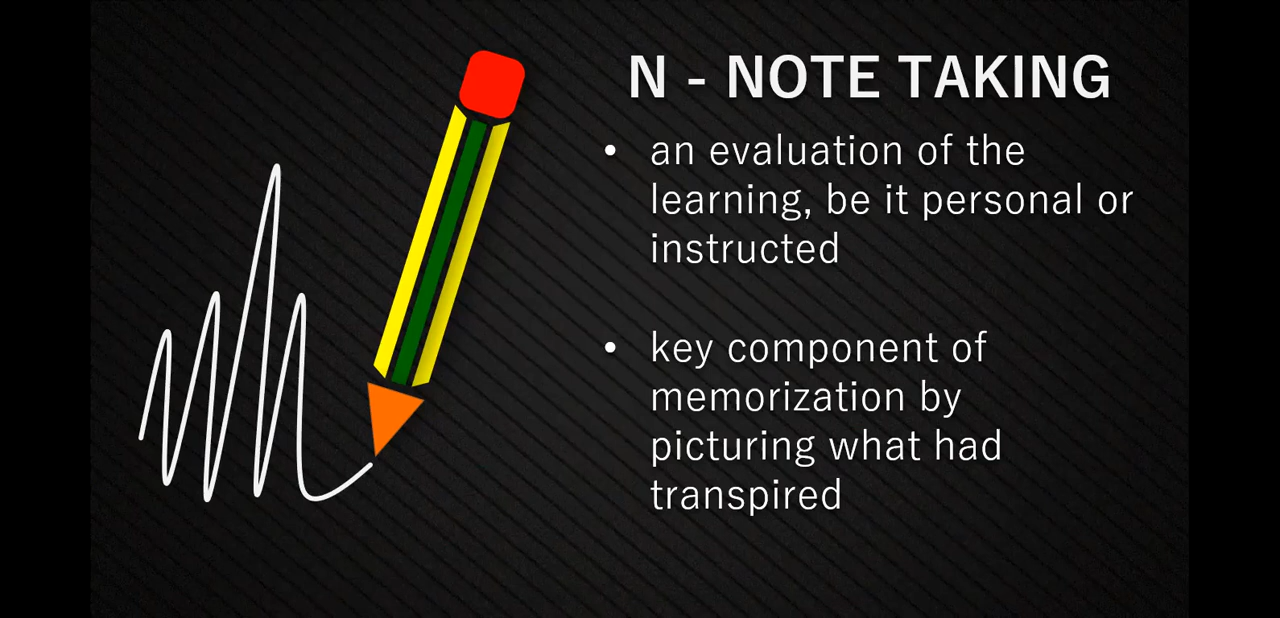 N - NOTE TAKING
• an evaluation of the
learning, be it personal or
instructed
• key component of
memorization by
picturing what had
transpired